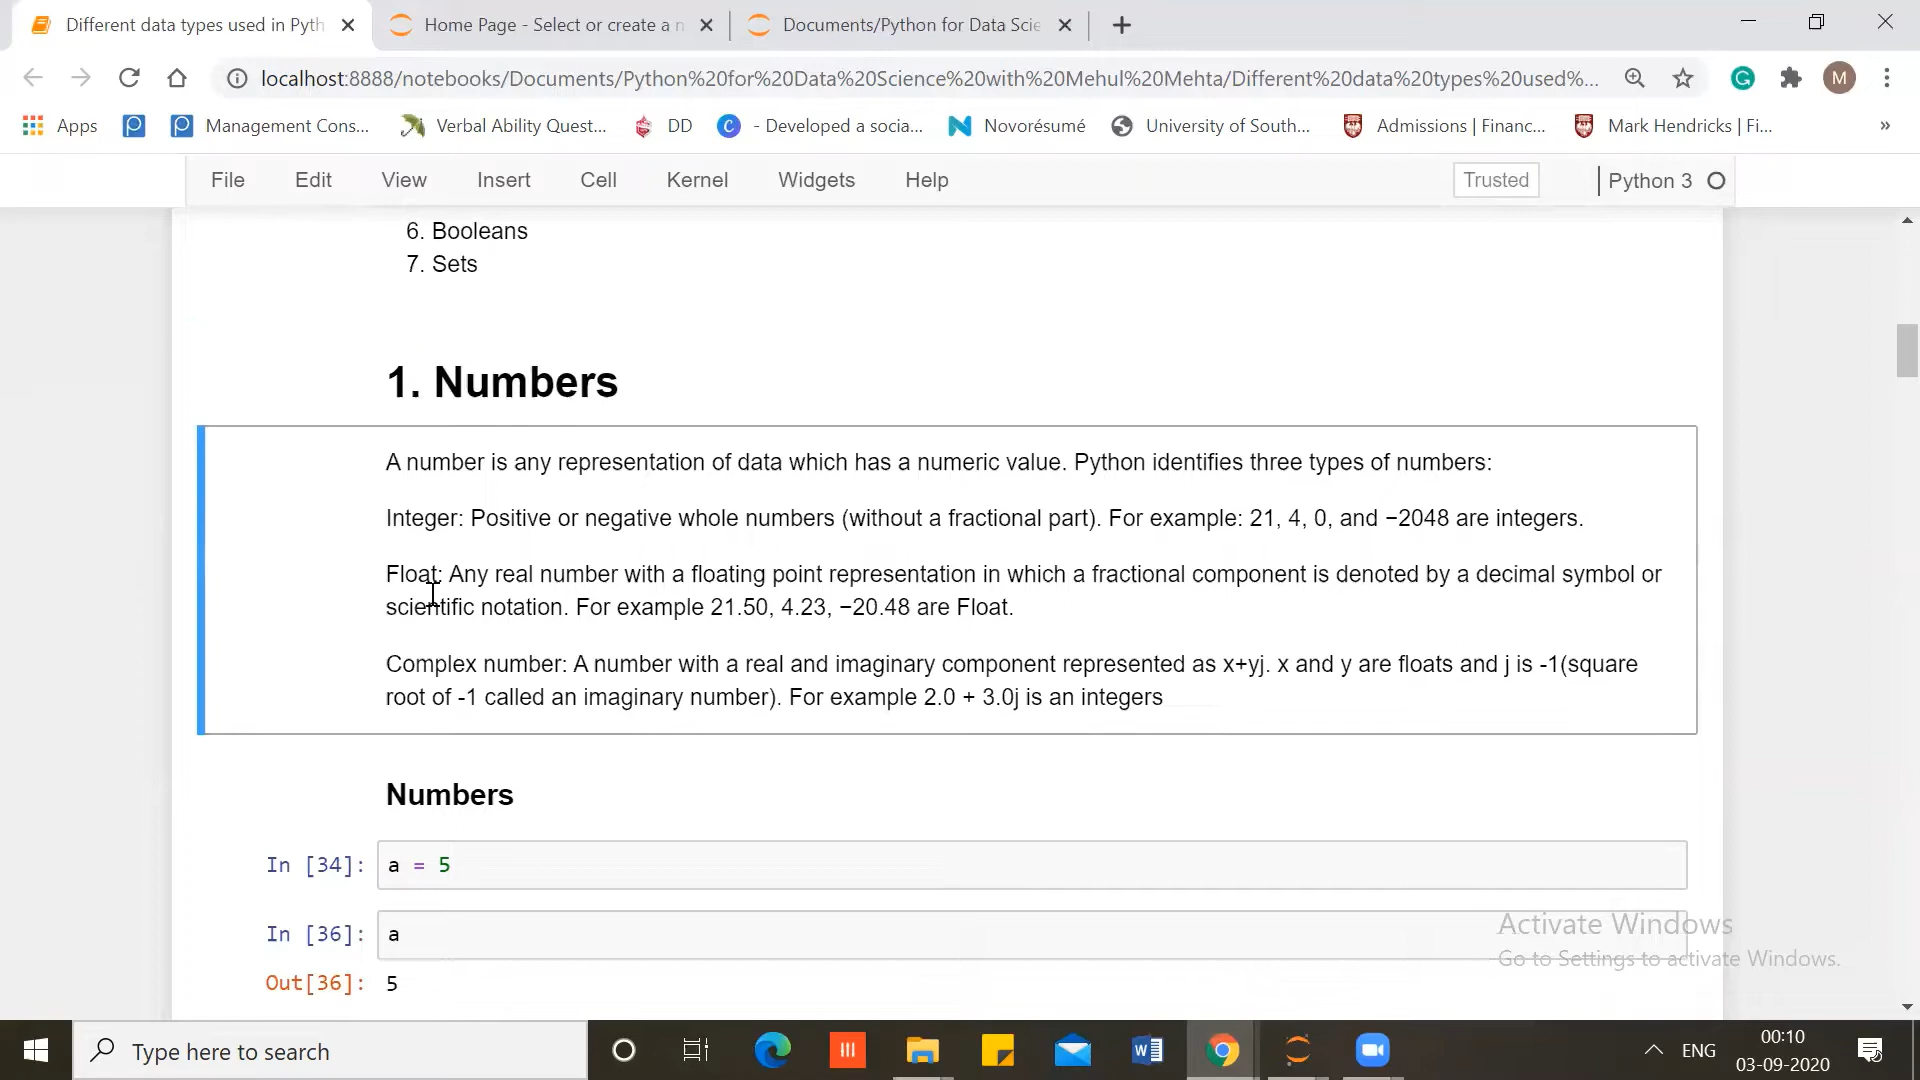 Different data types used in Pyth
Home Page - Select or create a n
Documents/Python for Data Scie
localhost:8888/notebooks/Documents/Python%20for%20Data%20Science%20with%20Mehul%20Mehta/Different%20data%20types%20used%...
M
Apps
Management Cons...
Verbal Ability Quest...
DD
- Developed a socia...
Novorésumé
University of South...
Admissions | Financ...
Mark Hendricks | Fi...
»
File Edit View Insert Cell Kernel Widgets Help
Trusted
Python 3
6. Booleans
7. Sets
1. Numbers
A number is any representation of data which has a numeric value. Python identifies three types of numbers:
Integer: Positive or negative whole numbers (without a fractional part). For example: 21, 4, 0, and −2048 are integers.
Float: Any real number with a floating point representation in which a fractional component is denoted by a decimal symbol or
scientific notation. For example 21.50, 4.23, −20.48 are Float.
Complex number: A number with a real and imaginary component represented as x+yj. x and y are floats and j is -1(square
root of -1 called an imaginary number). For example 2.0 + 3.0j is an integers
Numbers
In [34]: a = 5
In [36]: a
Out[36]: 5
Activate Windows
Go to Settings to activate Windows.
Type here to search
ENG
00:10
03-09-2020